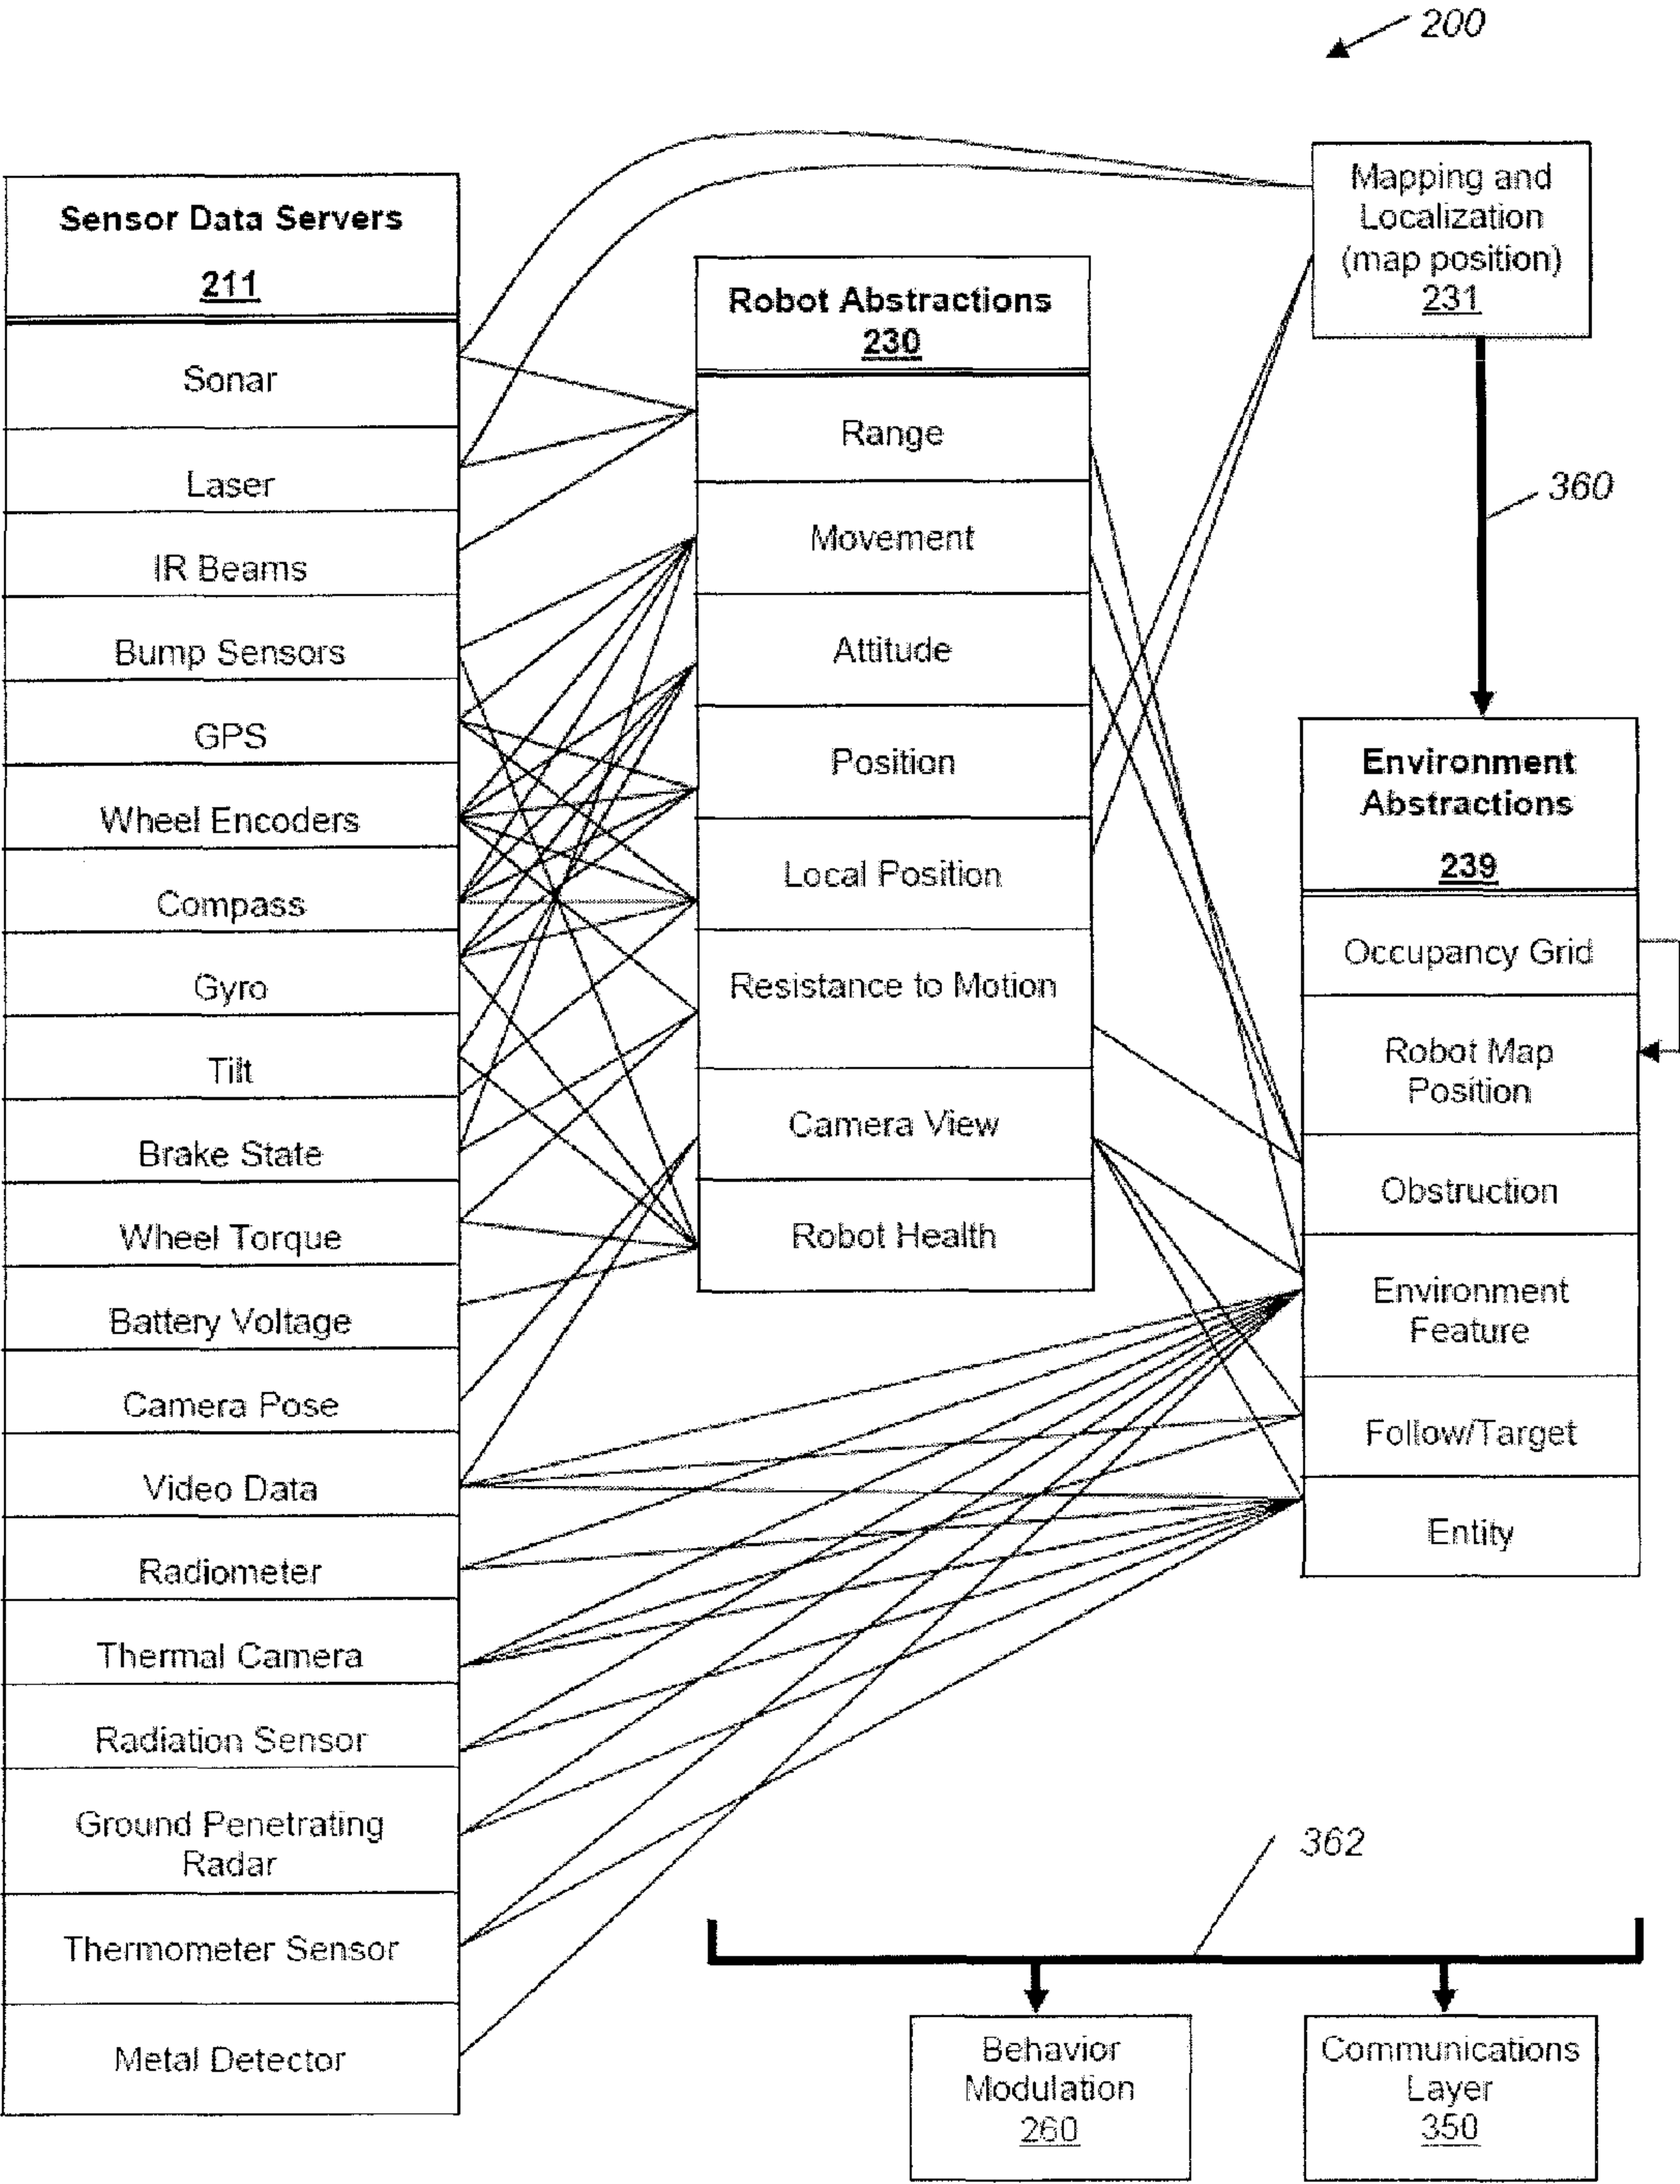 200
Sensor Data Servers
211
Sonar
Laser
IR Beams
Bump Sensors
GPS
Wheel Encoders
Compass
Gyro
Tilt
Brake State
Wheel Torque
Battery Voltage
Camera Pose
Video Data
Radiometer
Thermal Camera
Radiation Sensor
Ground Penetrating
Radar
Thermometer Sensor
Metal Detector
Robot Abstractions
230
Range
Movement
Attitude
Position
Local Position
Resistance to Motion
Camera View
Robot Health
Mapping and
Localization
(map position)
231
360
Environment
Abstractions
239
Occupancy Grid
Robot Map
Position
Obstruction
Environment
Feature
Follow/Target
Entity
362
Behavior
Modulation
260
Communications
Layer
350